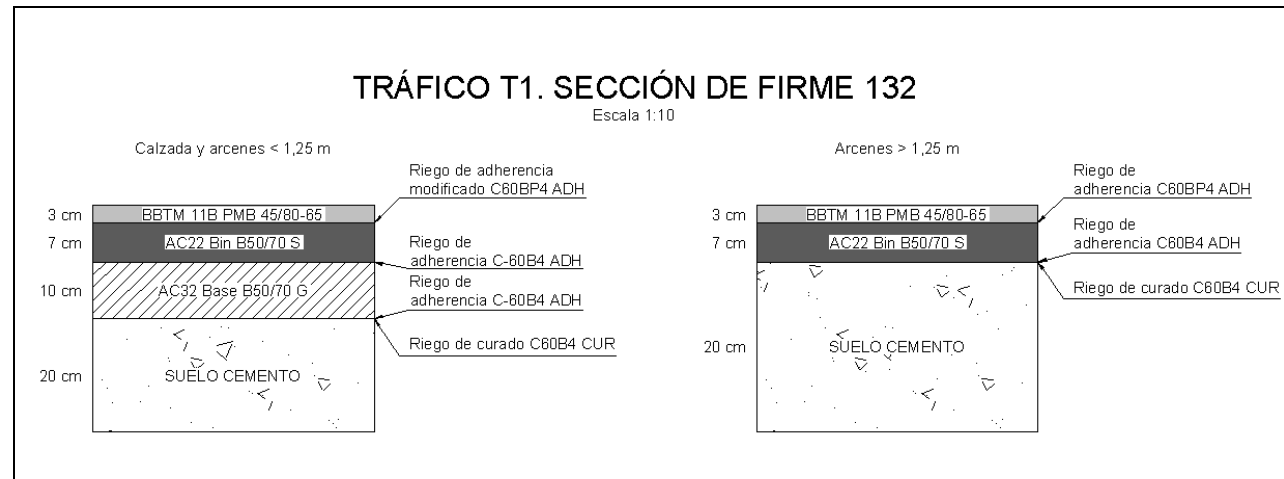 TRÁFICO T1. SECCIÓN DE FIRME 132
Escala 1:10
Calzada y arcenes < 1,25 m
Riego de adherencia
modificado C60BP4 ADH
3 cm
BBTM 11B PMB 45/80-65
7 cm
AC22 Bin B50/70 S
Riego de
adherencia C-60B4 ADH
10 cm
AC32 Base B50/70 G
Riego de
adherencia C-60B4 ADH
Riego de curado C60B4 CUR
20 cm
SUELO CEMENTO
Arcenes > 1,25 m
Riego de
adherencia C60BP4 ADH
3 cm
BBTM 11B PMB 45/80-65
7 cm
AC22 Bin B50/70 S
Riego de
adherencia C60B4 ADH
Riego de curado C60B4 CUR
20 cm
SUELO CEMENTO